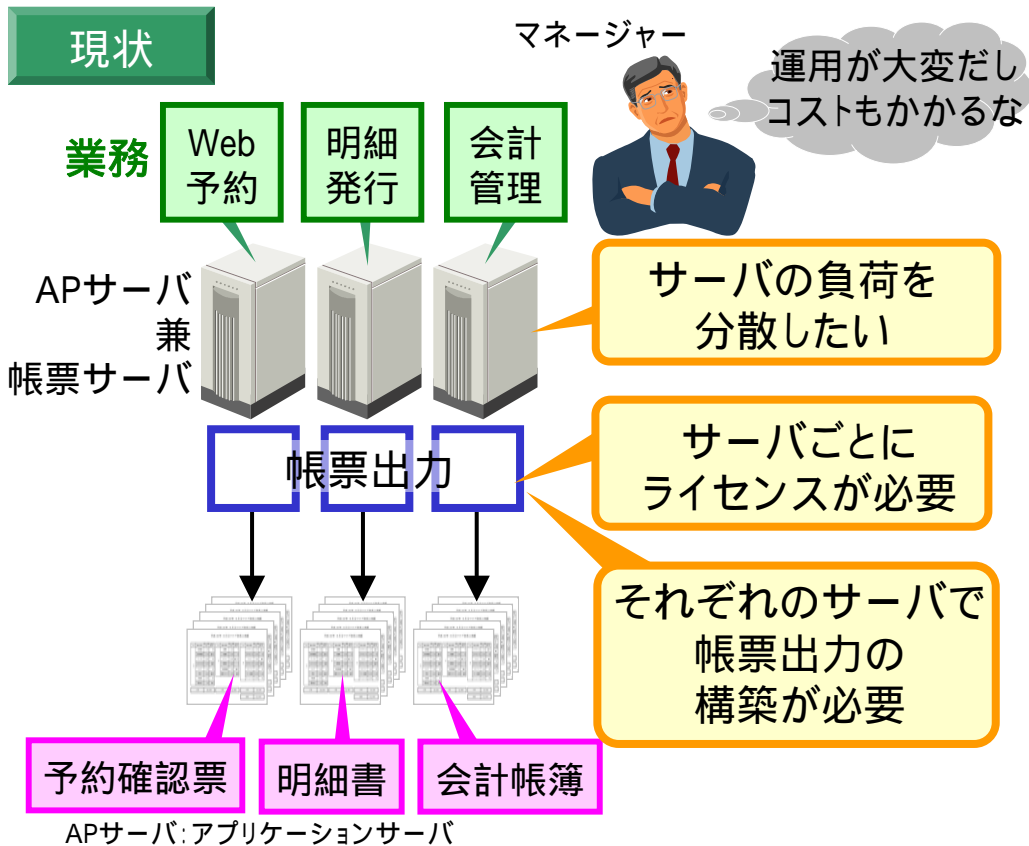 現状
マネージャー
運用が大変だし
コストもかかるな
業務
Web
予約
明細
発行
会計
管理
APサーバ
兼
帳票サーバ
サーバの負荷を
分散したい
帳票出力
サーバごとに
ライセンスが必要
それぞれのサーバで
帳票出力の
構築が必要
予約確認票
明細書
会計帳簿
APサーバ:アプリケーションサーバ